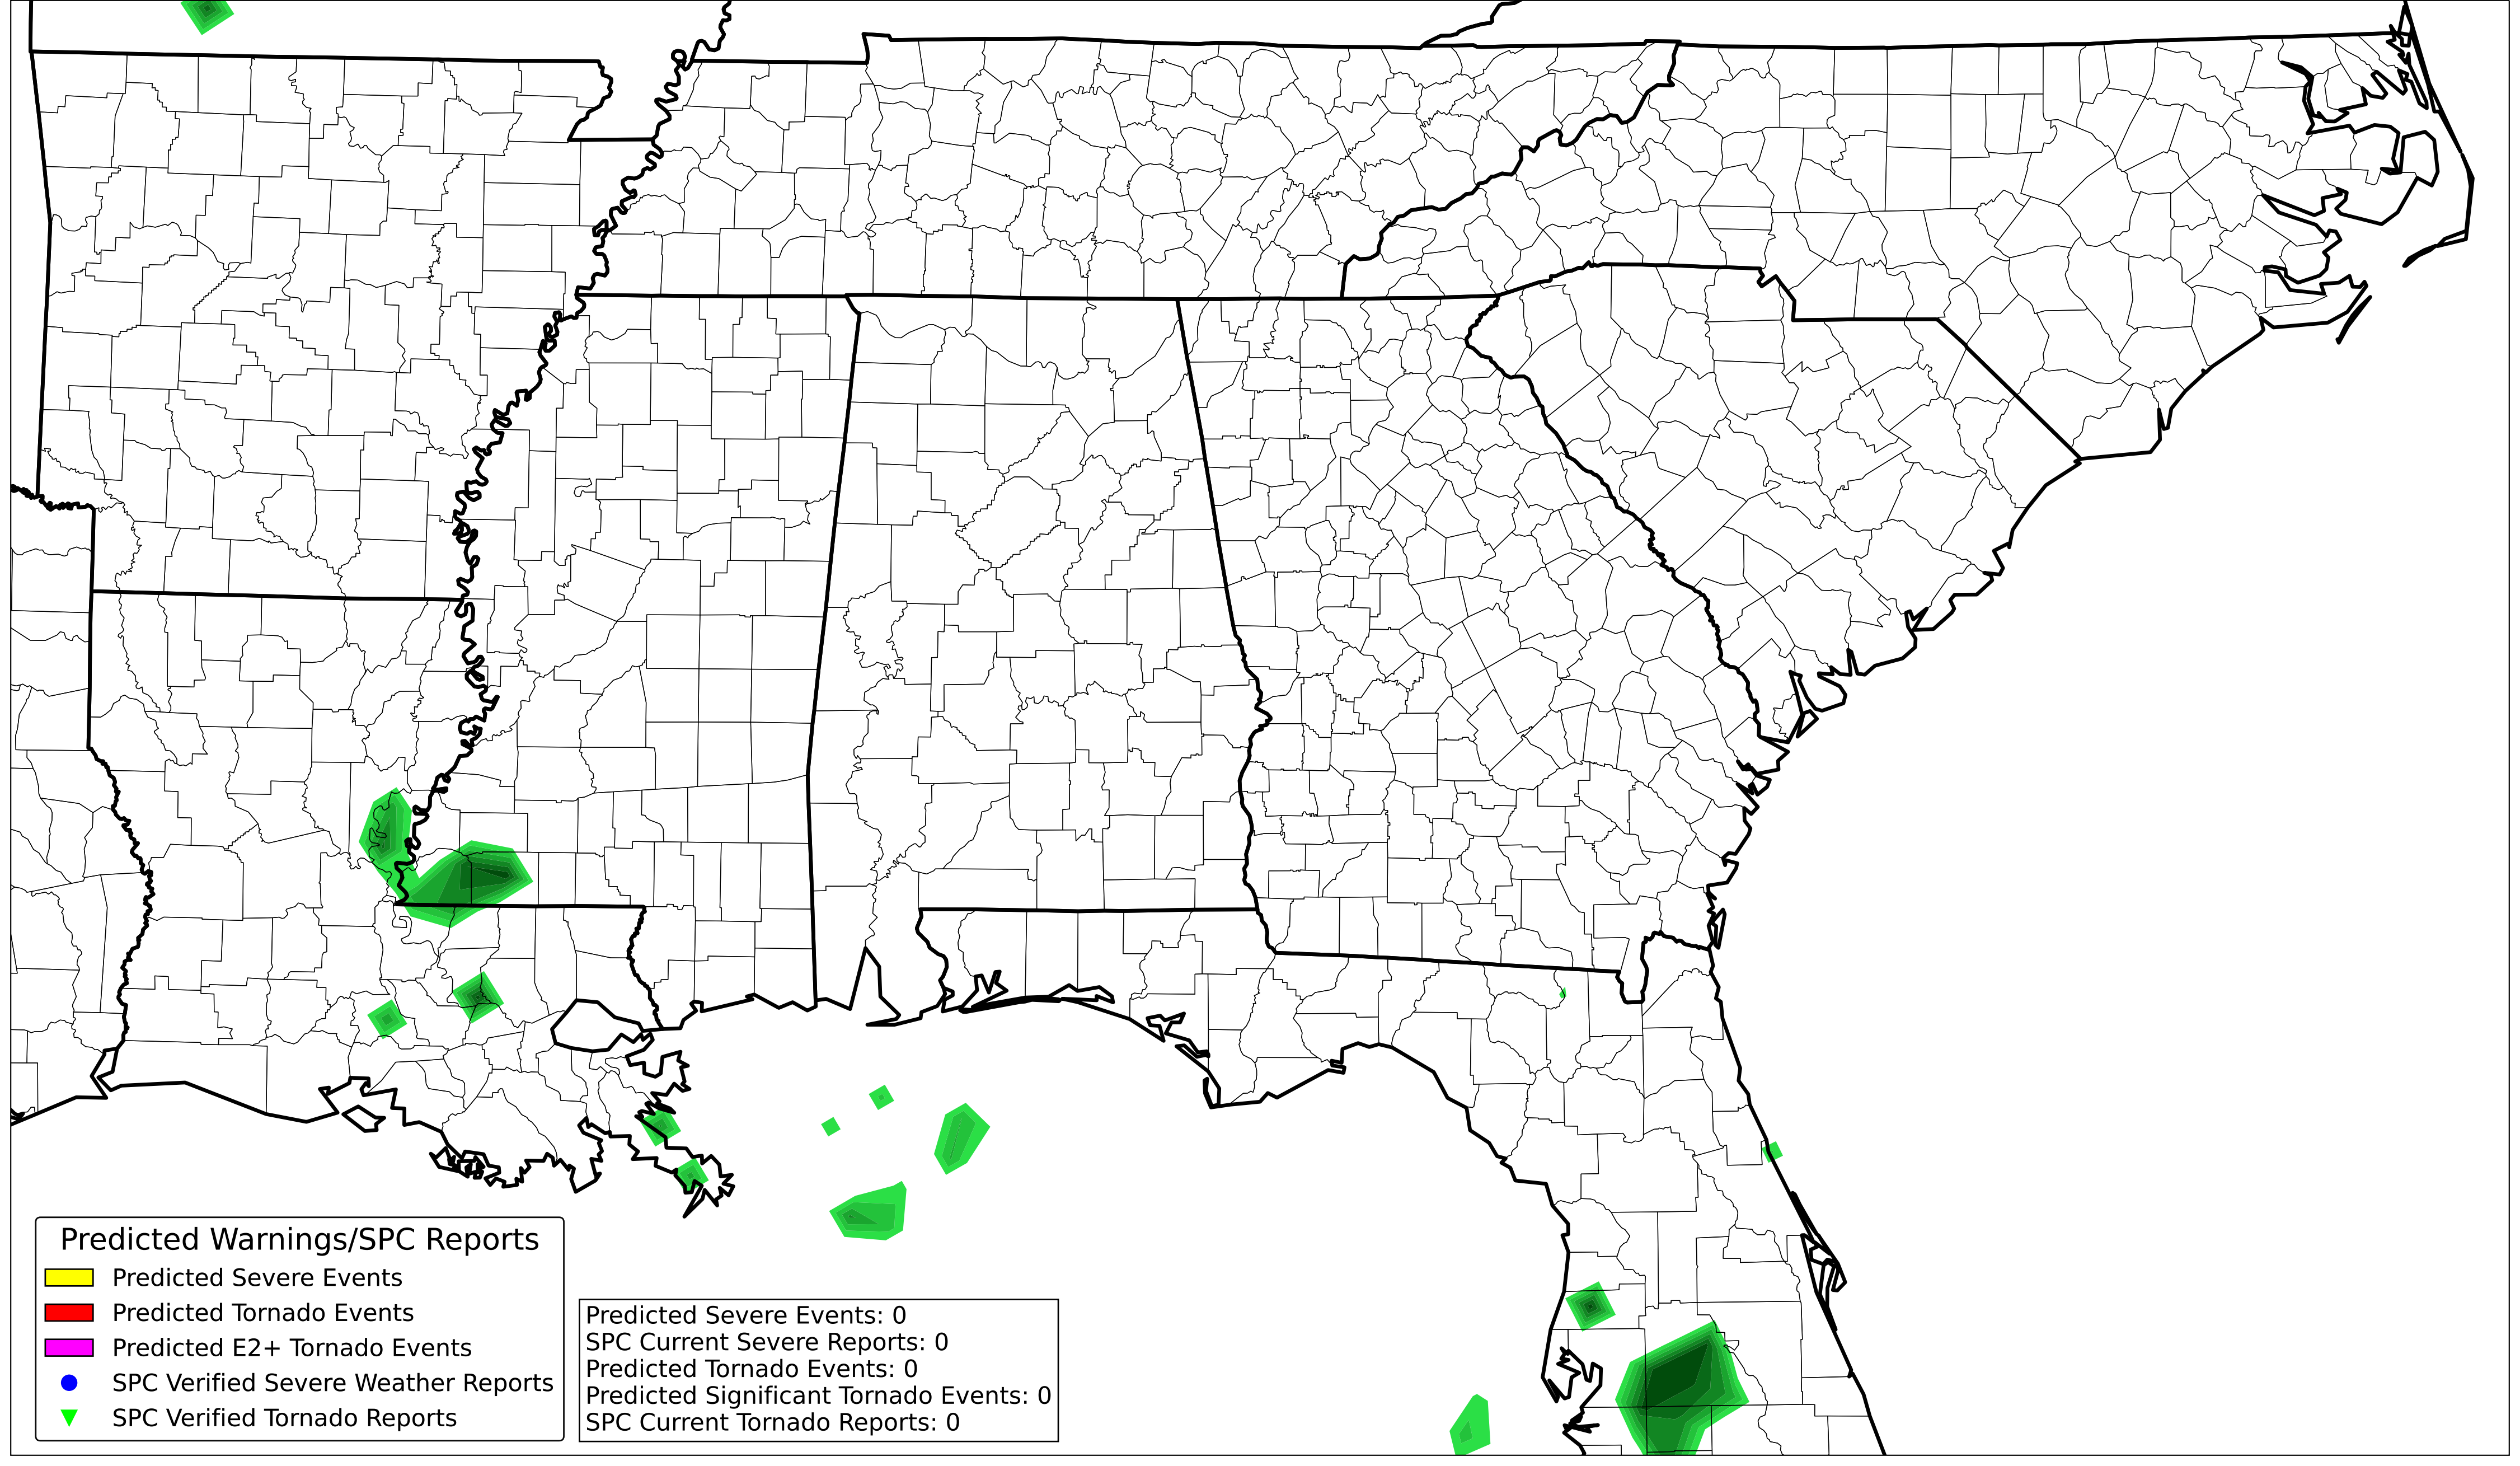 Predicted Warnings/SPC Reports
Predicted Severe Events
Predicted Tornado Events
Predicted E2+ Tornado Events
SPC Verified Severe Weather Reports
SPC Verified Tornado Reports
Predicted Severe Events: 0
SPC Current Severe Reports: 0
Predicted Tornado Events: 0
Predicted Significant Tornado Events: 0
SPC Current Tornado Reports: 0